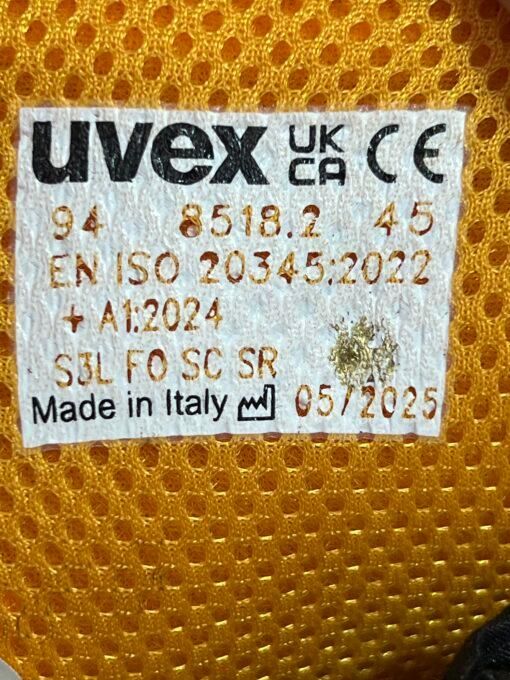 uvex UK CA CE
94 8518.2 45
EN ISO 20345:2022
+ A1:2024
S3L FO SC SR
Made in Italy 05/2025